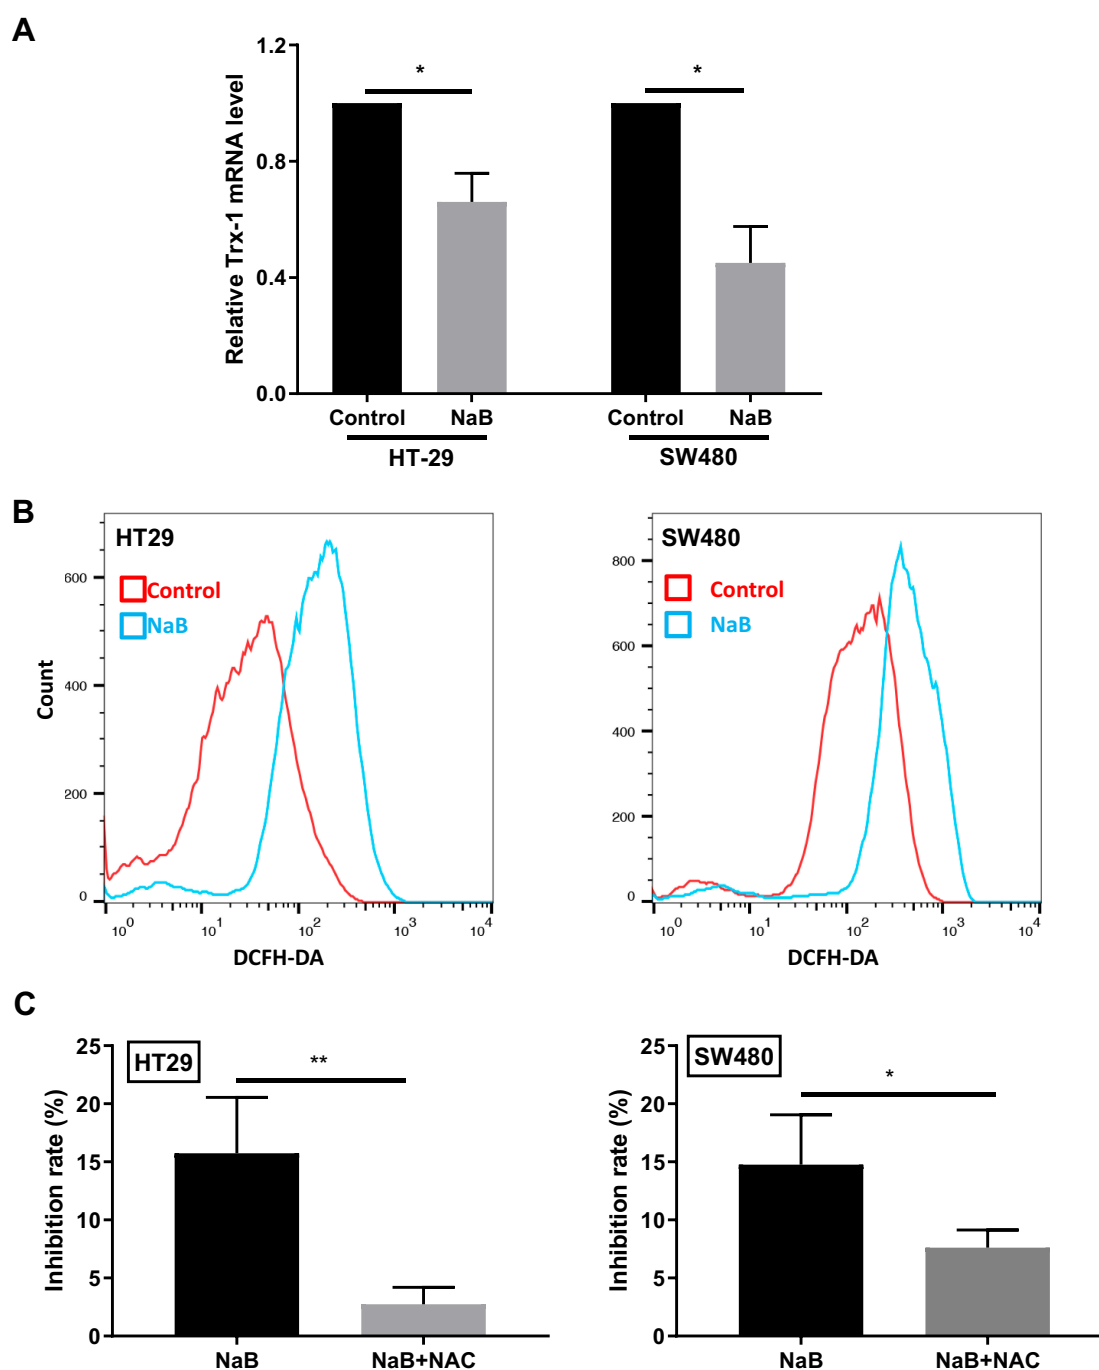 A
Relative Trx-1 mRNA level
1.2
0.8
0.4
0.0
*
*
Control NaB Control NaB
HT-29 SW480
B
HT29
Control
NaB
Count
600
400
200
0
10^0 10^1 10^2 10^3 10^4
DCFH-DA
SW480
Control
NaB
800
600
400
200
0
10^0 10^1 10^2 10^3 10^4
DCFH-DA
C
HT29
**
Inhibition rate (%)
25
20
15
10
5
0
NaB NaB+NAC
SW480
*
Inhibition rate (%)
25
20
15
10
5
0
NaB NaB+NAC